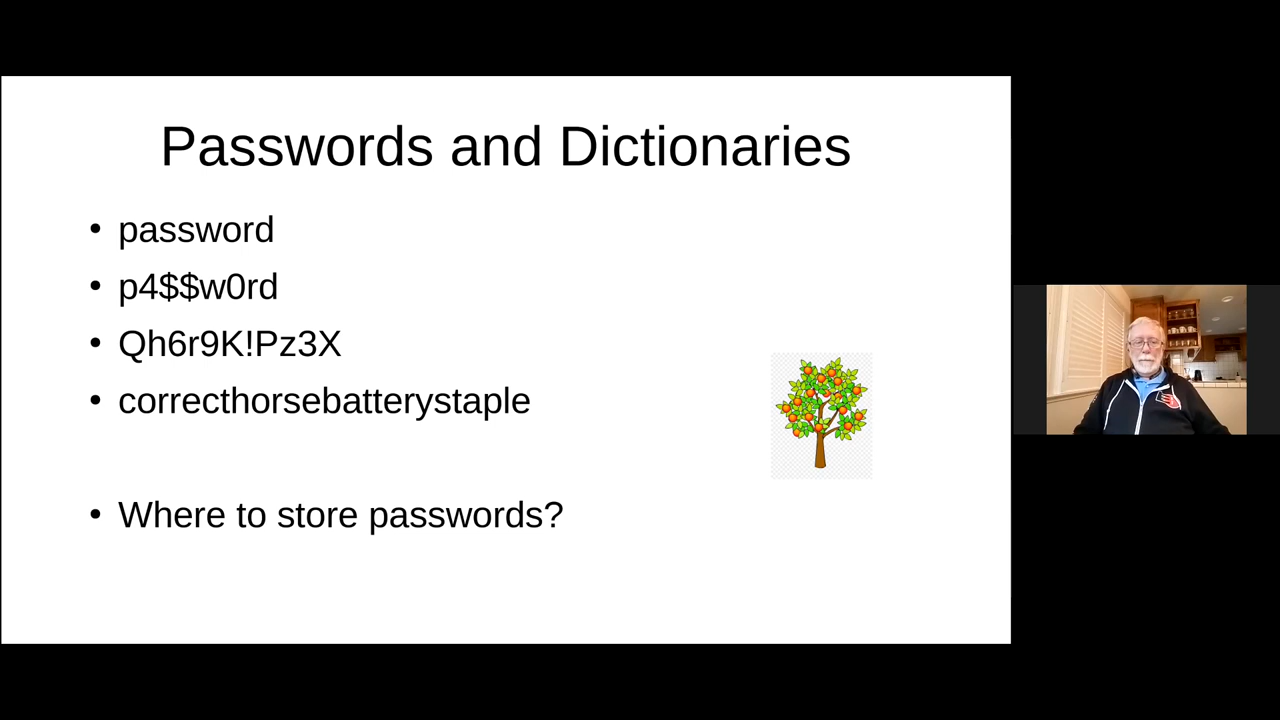 Passwords and Dictionaries
• password
• p4$$w0rd
• Qh6r9K!Pz3X
• correcthorsebatterystaple
• Where to store passwords?